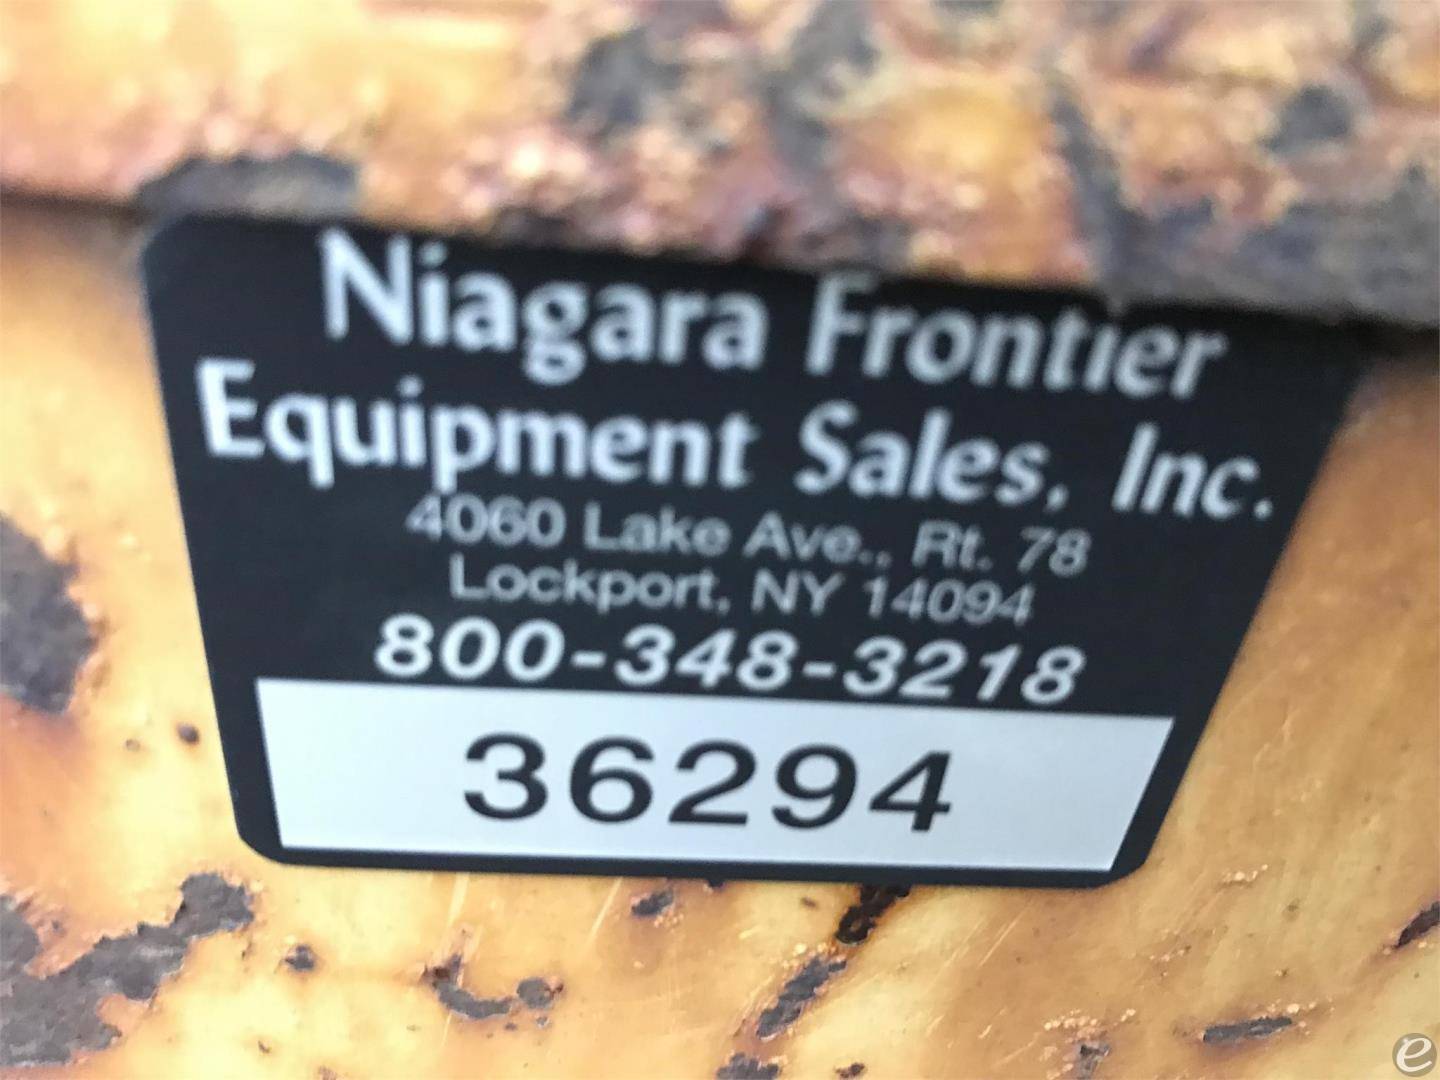 Niagara Frontier
Equipment Sales, Inc.
4060 Lake Ave., Rt. 78
Lockport, NY 14094
800-348-3218
36294
e